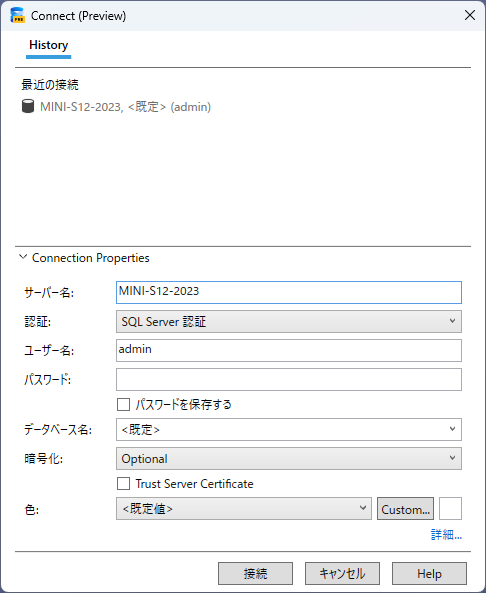 Connect (Preview)
History
最近の接続
MINI-S12-2023, <既定> (admin)
Connection Properties
サーバー名: MINI-S12-2023
認証: SQL Server 認証
ユーザー名: admin
パスワード:
パスワードを保存する
データベース名: <既定>
暗号化: Optional
Trust Server Certificate
色: <既定値> Custom...
詳細...
接続 キャンセル Help